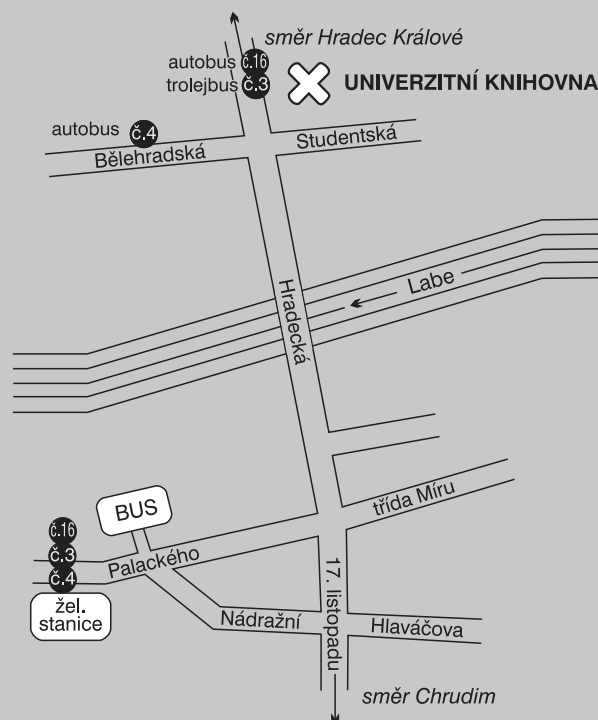 směr Hradec Králové
autobus č.16
trolejbus č.3
UNIVERZITNÍ KNIHOVNA
autobus č.4
Bělehradská
Studentská
Hradecká
Labe
třída Míru
BUS
Palackého
č.16
č.3
č.4
žel.
stanice
17. listopadu
Nádražní
Hlaváčova
směr Chrudim